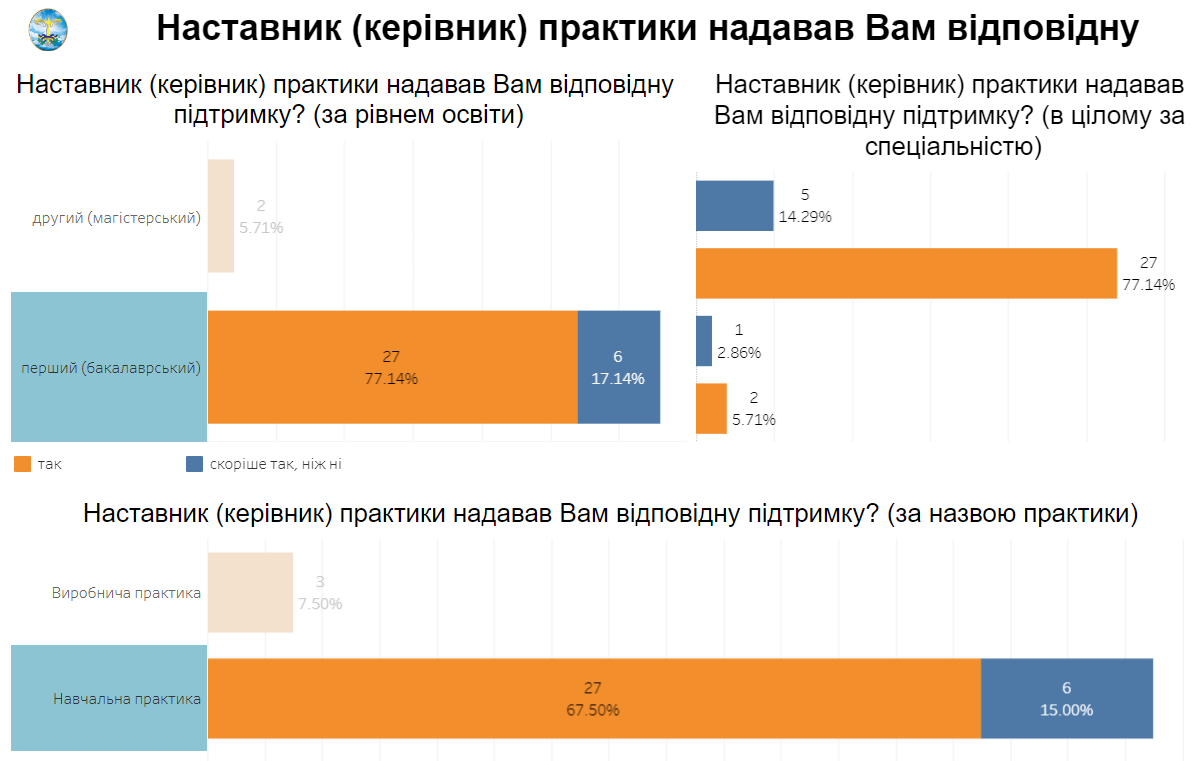 Наставник (керівник) практики надавав Вам відповідну
Наставник (керівник) практики надавав Вам відповідну
підтримку? (за рівнем освіти)
другий (магістерський)
2
5.71%
перший (бакалаврський)
27
77.14%
6
17.14%
так
скоріше так, ніж ні
Наставник (керівник) практики надавав
Вам відповідну підтримку? (в цілому за
спеціальністю)
5
14.29%
27
77.14%
1
2.86%
2
5.71%
Наставник (керівник) практики надавав Вам відповідну підтримку? (за назвою практики)
Виробнича практика
3
7.50%
Навчальна практика
27
67.50%
6
15.00%